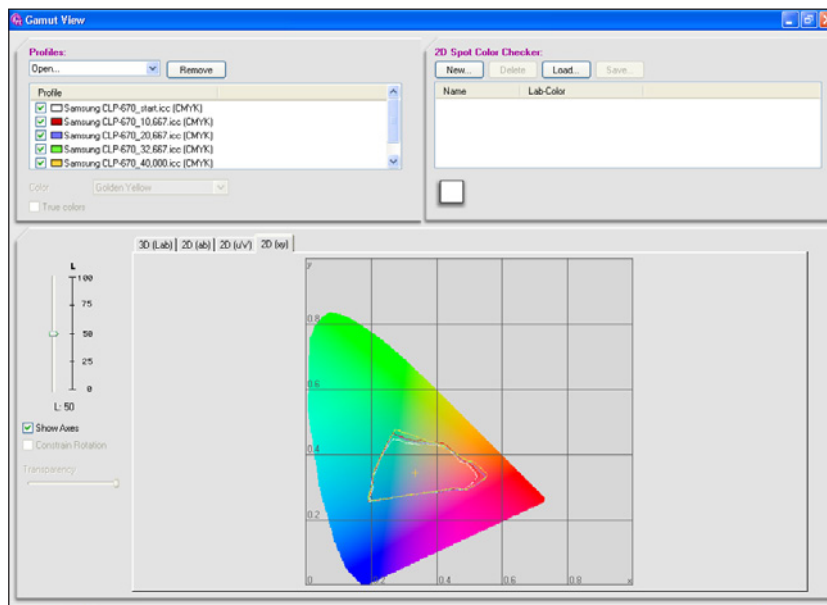 Gamut View
Profiles:
Open...
Remove
Profile
Samsung CLP-670_start.icc (CMYK)
Samsung CLP-670_10,667.icc (CMYK)
Samsung CLP-670_20,667.icc (CMYK)
Samsung CLP-670_32,667.icc (CMYK)
Samsung CLP-670_40,000.icc (CMYK)
Color
Golden Yellow
True colors
2D Spot Color Checker:
New... Delete Load... Save...
Name Lab-Color
3D (Lab) 2D (ab) 2D (u'v') 2D (xy)
L
100
75
50
25
0
L: 50
Show Axes
Constrain Rotation
Transparency
y
0.8
0.6
0.4
0.2
0 0.2 0.4 0.6 0.8 x